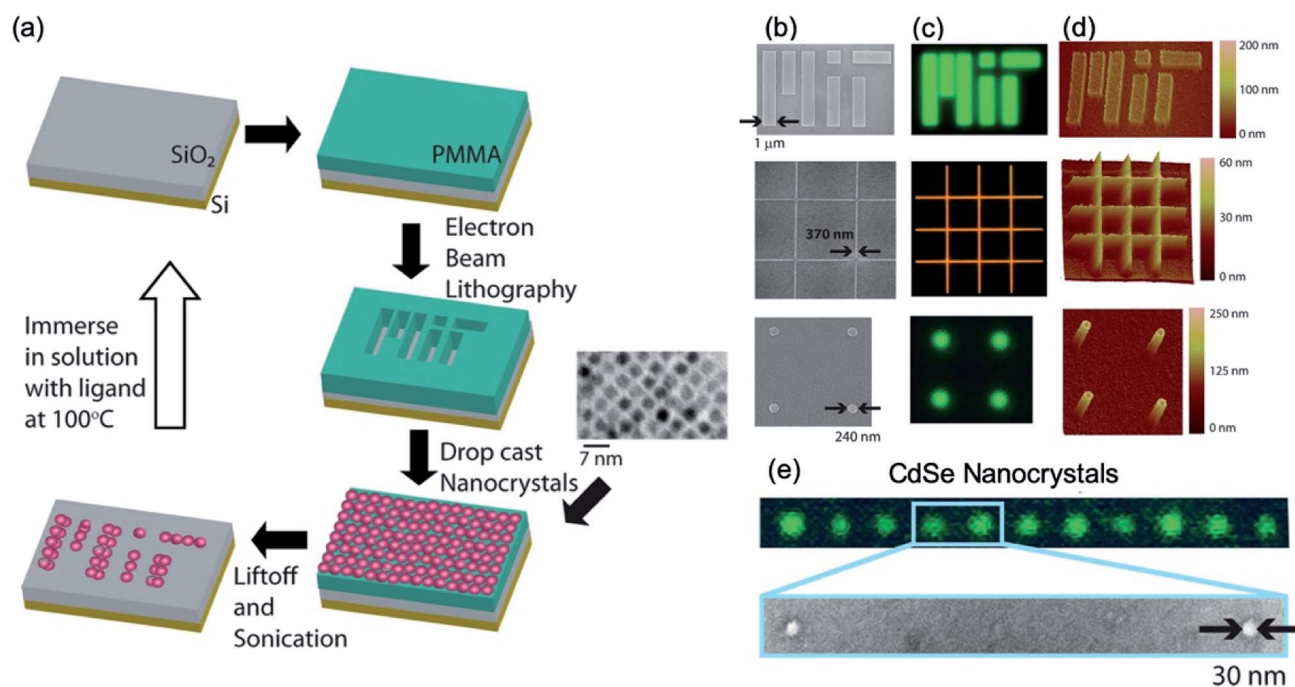 (a)
SiO₂
Si
PMMA
Electron
Beam
Lithography
MIT
Immerse
in solution
with ligand
at 100°C
Drop cast
Nanocrystals
7 nm
Liftoff
and
Sonication
(b)
1 μm
370 nm
240 nm
(c)
MIT
(d)
200 nm
100 nm
0 nm
60 nm
30 nm
0 nm
250 nm
125 nm
0 nm
(e)
CdSe Nanocrystals
30 nm